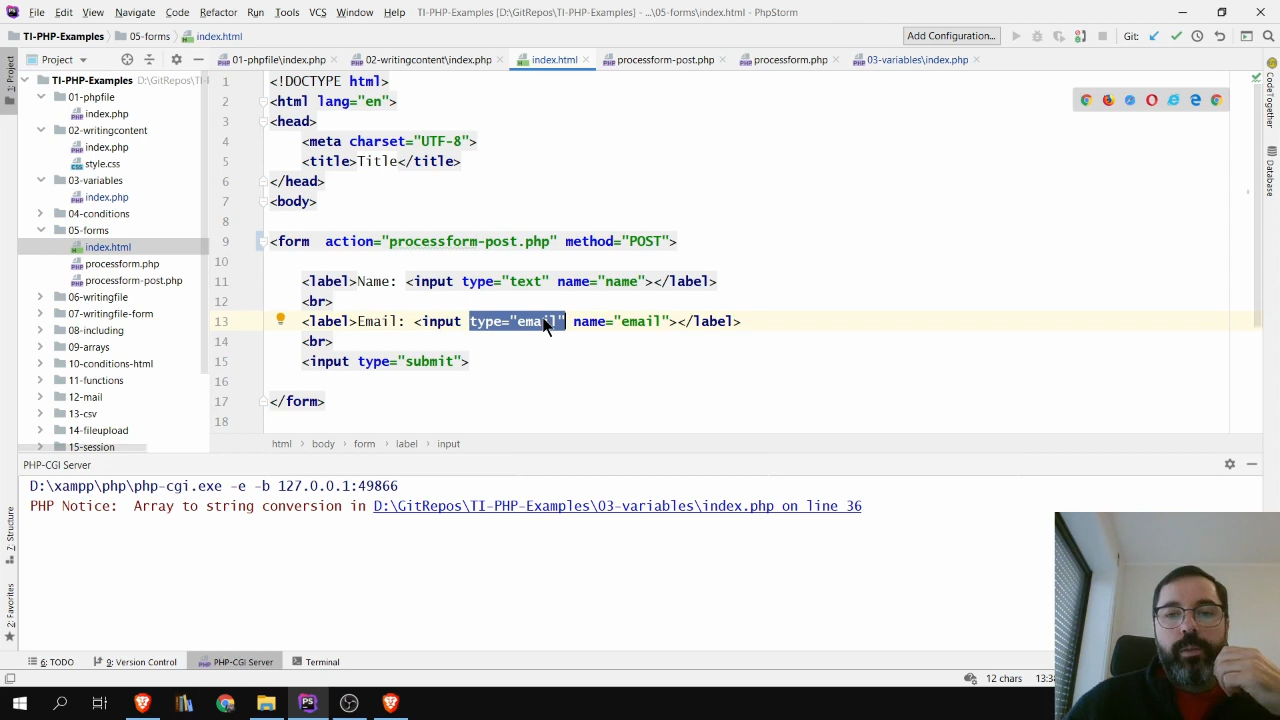 File Edit View Navigate Code Refactor Run Tools VCS Window Help TI-PHP-Examples [D:\GitRepos\TI-PHP-Examples] - ...\05-forms\index.html - PhpStorm
TI-PHP-Examples 05-forms index.html Add Configuration... Git:
Project 01-phpfile\index.php 02-writingcontent\index.php index.html processform-post.php processform.php 03-variables\index.php
1: Project
CodeTogether
Database
TI-PHP-Examples D:\GitRepos\TI-
01-phpfile
index.php
02-writingcontent
index.php
style.css
03-variables
index.php
04-conditions
05-forms
index.html
processform.php
processform-post.php
06-writingfile
07-writingfile-form
08-including
09-arrays
10-conditions-html
11-functions
12-mail
13-csv
14-fileupload
15-session
1 <!DOCTYPE html>
2 <html lang="en">
3 <head>
4 <meta charset="UTF-8">
5 <title>Title</title>
6 </head>
7 <body>
8
9 <form  action="processform-post.php" method="POST">
10
11 <label>Name: <input type="text" name="name"></label>
12 <br>
13 <label>Email: <input type="email" name="email"></label>
14 <br>
15 <input type="submit">
16
17 </form>
18
html body form label input
PHP-CGI Server
D:\xampp\php\php-cgi.exe -e -b 127.0.0.1:49866
PHP Notice:  Array to string conversion in D:\GitRepos\TI-PHP-Examples\03-variables\index.php on line 36
7: Structure
2: Favorites
6: TODO 9: Version Control PHP-CGI Server Terminal
12 chars
PS